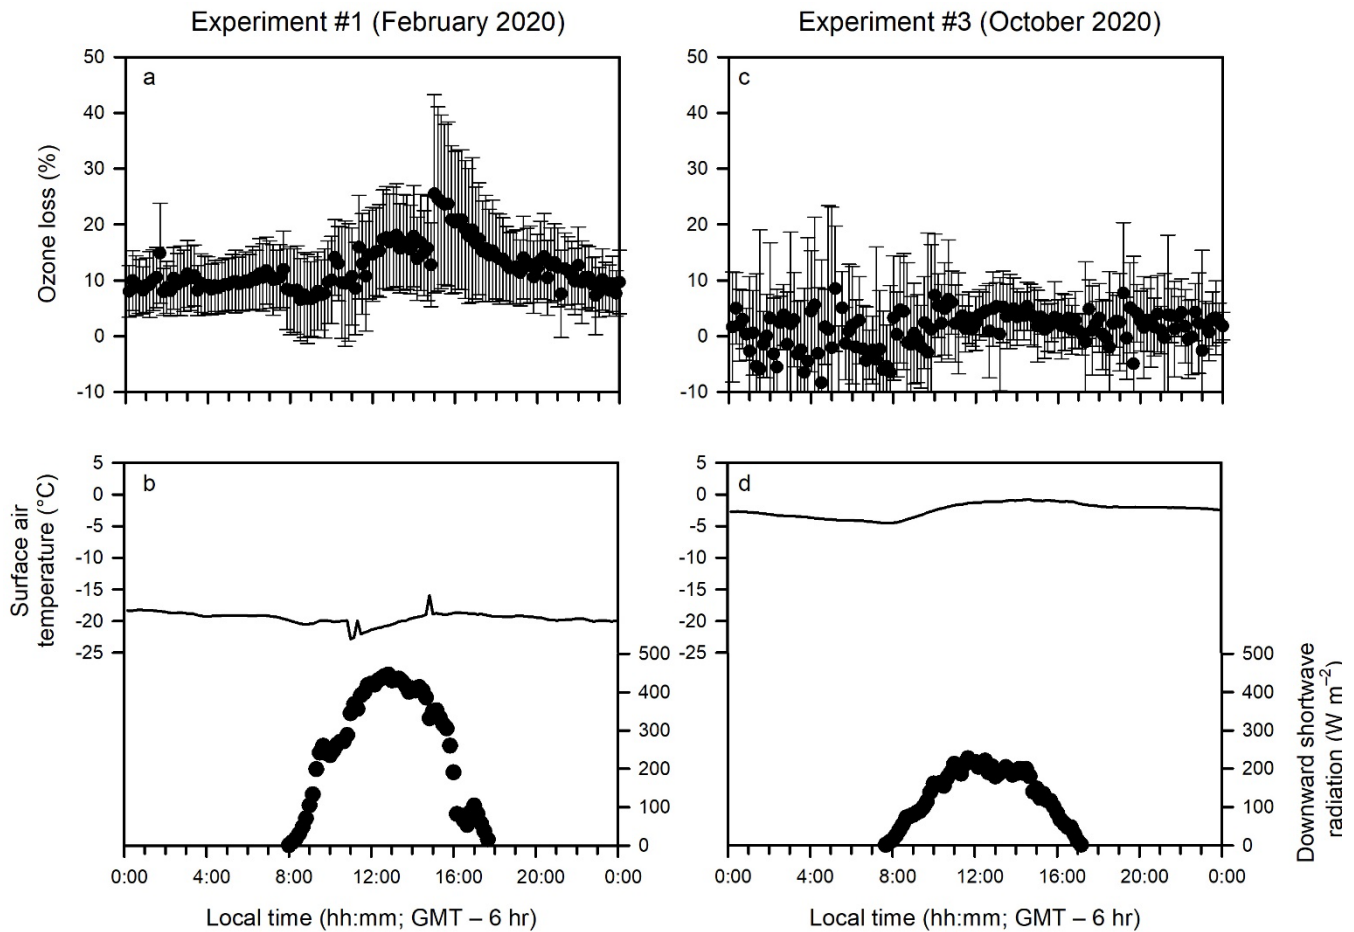 Experiment #1 (February 2020)
Experiment #3 (October 2020)
a
50
40
30
20
10
0
-10
Ozone loss (%)
c
50
40
30
20
10
0
-10
b
5
0
-5
-10
-15
-20
-25
Surface air
temperature (°C)
500
400
300
200
100
0
0:00 4:00 8:00 12:00 16:00 20:00 0:00
Local time (hh:mm; GMT – 6 hr)
d
5
0
-5
-10
-15
-20
-25
500
400
300
200
100
0
Downward shortwave
radiation (W m−2)
0:00 4:00 8:00 12:00 16:00 20:00 0:00
Local time (hh:mm; GMT – 6 hr)